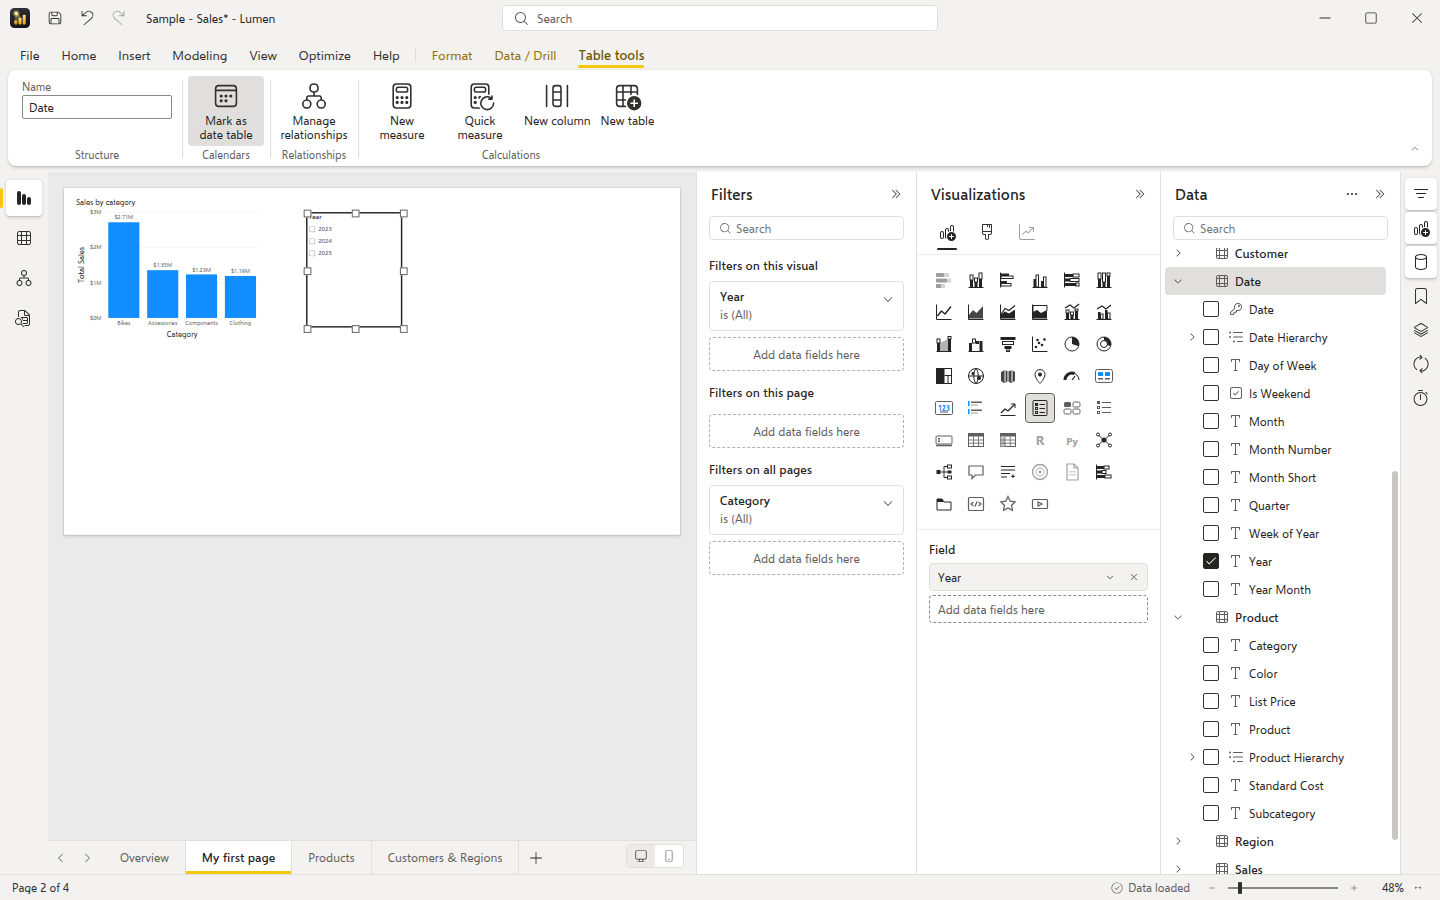 Sample - Sales* - Lumen
Search
File Home Insert Modeling View Optimize Help Format Data / Drill Table tools
Name
Date
Structure
Mark as
date table
Calendars
Manage
relationships
Relationships
New
measure
Quick
measure
New column
New table
Calculations
Sales by category
$3M
$2M
$1M
$0M
Total Sales
$2.71M
$1.35M
$1.23M
$1.19M
Bikes Accessories Components Clothing
Category
Year
2023
2024
2025
Filters
Search
Filters on this visual
Year
is (All)
Add data fields here
Filters on this page
Add data fields here
Filters on all pages
Category
is (All)
Add data fields here
Visualizations
123
R
Py
Field
Year
Add data fields here
Data
Search
Customer
Date
Date
Date Hierarchy
Day of Week
Is Weekend
Month
Month Number
Month Short
Quarter
Week of Year
Year
Year Month
Product
Category
Color
List Price
Product
Product Hierarchy
Standard Cost
Subcategory
Region
Sales
Overview My first page Products Customers & Regions
Page 2 of 4
Data loaded
48%